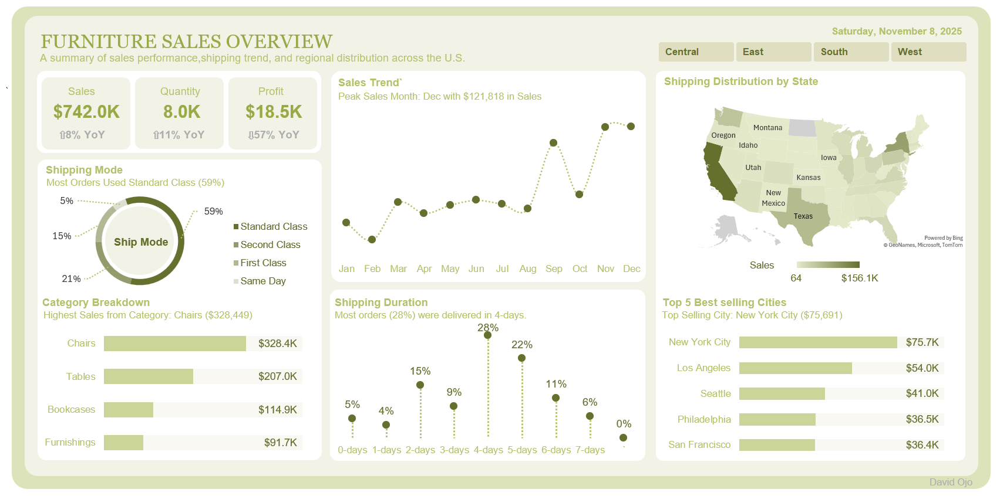 FURNITURE SALES OVERVIEW
A summary of sales performance,shipping trend, and regional distribution across the U.S.
Saturday, November 8, 2025
Central East South West
`
Sales
$742.0K
⇧8% YoY
Quantity
8.0K
⇧11% YoY
Profit
$18.5K
⇩57% YoY
Shipping Mode
Most Orders Used Standard Class (59%)
5%
59%
15%
21%
Ship Mode
Standard Class
Second Class
First Class
Same Day
Category Breakdown
Highest Sales from Category: Chairs ($328,449)
Chairs $328.4K
Tables $207.0K
Bookcases $114.9K
Furnishings $91.7K
Sales Trend`
Peak Sales Month: Dec with $121,818 in Sales
Jan Feb Mar Apr May Jun Jul Aug Sep Oct Nov Dec
Shipping Duration
Most orders (28%) were delivered in 4-days.
5% 4% 15% 9% 28% 22% 11% 6% 0%
0-days 1-days 2-days 3-days 4-days 5-days 6-days 7-days `
Shipping Distribution by State
Montana
Oregon
Idaho
Iowa
Utah
Kansas
New
Mexico
Texas
Powered by Bing
© GeoNames, Microsoft, TomTom
Sales
64 $156.1K
Top 5 Best selling Cities
Top Selling City: New York City ($75,691)
New York City $75.7K
Los Angeles $54.0K
Seattle $41.0K
Philadelphia $36.5K
San Francisco $36.4K
David Ojo